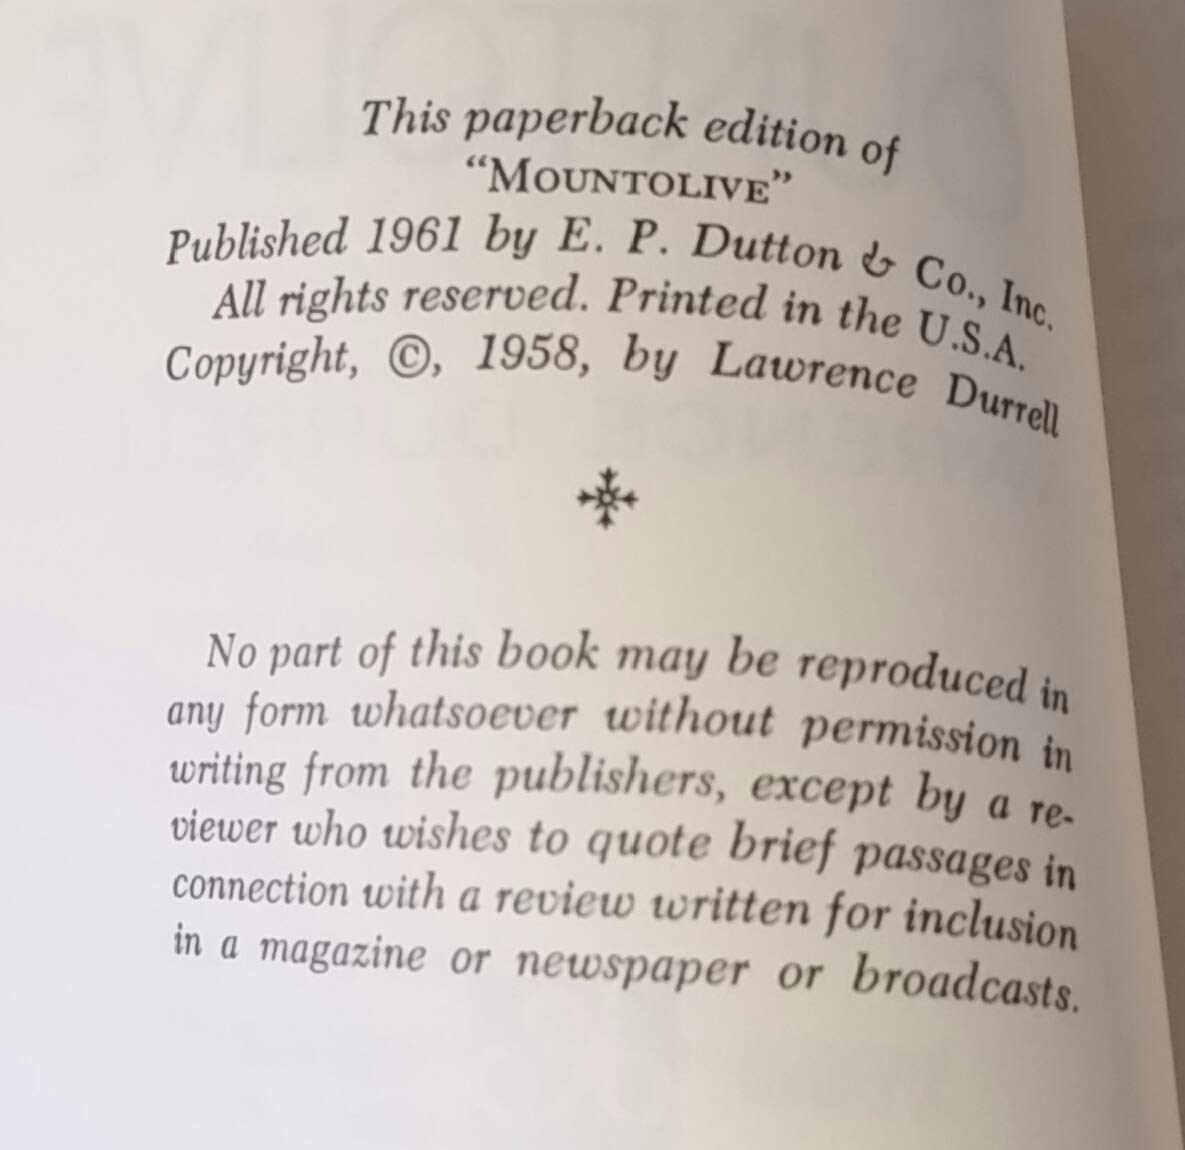 This paperback edition of
“MOUNTOLIVE”
Published 1961 by E. P. Dutton & Co., Inc.
All rights reserved. Printed in the U.S.A.
Copyright, ©, 1958, by Lawrence Durrell
No part of this book may be reproduced in
any form whatsoever without permission in
writing from the publishers, except by a re-
viewer who wishes to quote brief passages in
connection with a review written for inclusion
in a magazine or newspaper or broadcasts.